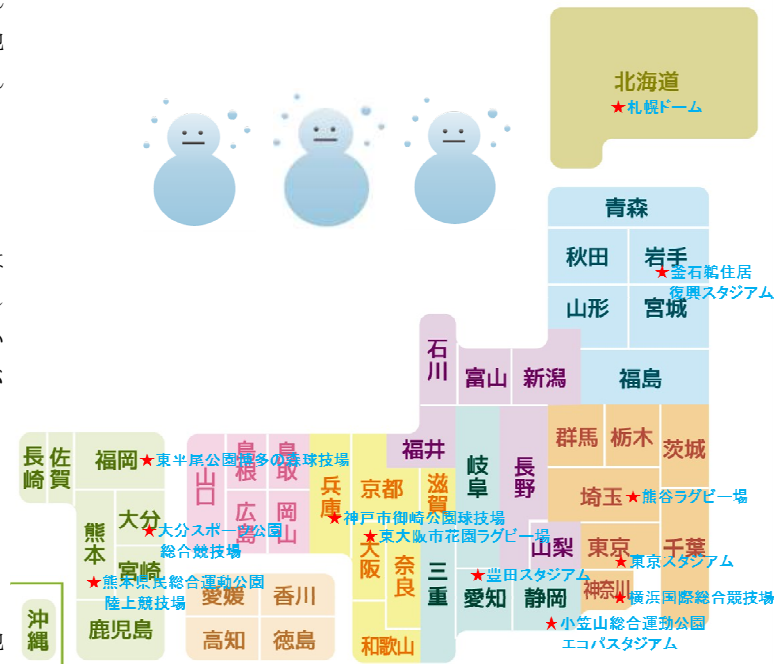 北海道
★札幌ドーム
青森
秋田
岩手
★釜石鵜住居
復興スタジアム
山形
宮城
石川
富山
新潟
福島
群馬
栃木
茨城
福井
岐阜
長野
長崎
佐賀
福岡
★東平尾公園博多の森球技場
山口
島根
鳥取
広島
岡山
兵庫
京都
滋賀
埼玉
★熊谷ラグビー場
★神戸市御崎公園球技場
★東大阪市花園ラグビー場
熊本
大分
★大分スポーツ公園
総合競技場
宮崎
大阪
奈良
三重
山梨
東京
千葉
★東京スタジアム
★豊田スタジアム
★熊本県民総合運動公園
陸上競技場
愛媛
香川
愛知
静岡
神奈川
★横浜国際総合競技場
沖縄
鹿児島
高知
徳島
和歌山
★小笠山総合運動公園
エコパスタジアム